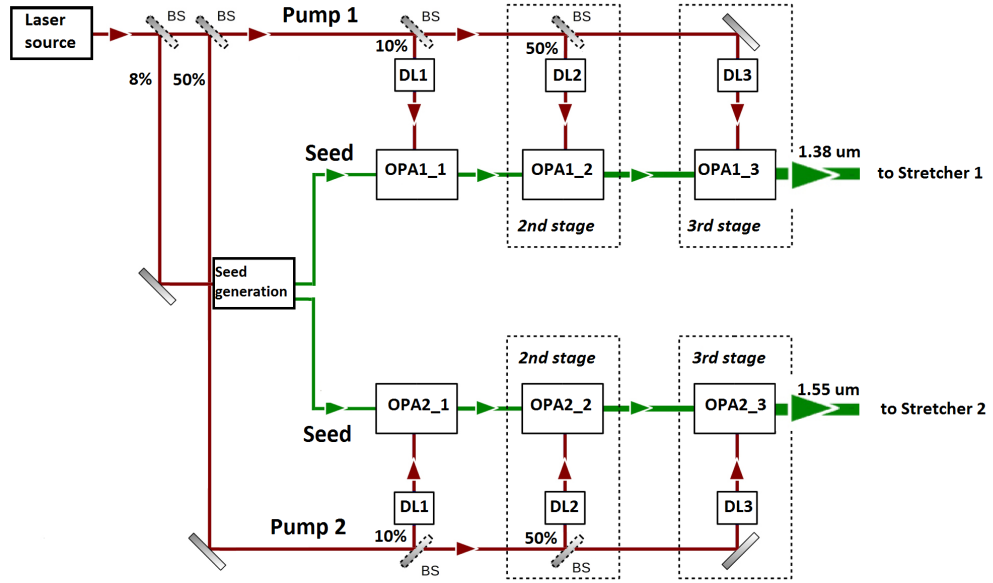 Laser
source
BS
BS
Pump 1
BS
BS
8%
50%
10%
50%
DL1
DL2
DL3
Seed
OPA1_1
OPA1_2
OPA1_3
1.38 um
to Stretcher 1
2nd stage
3rd stage
Seed
generation
2nd stage
3rd stage
OPA2_1
OPA2_2
OPA2_3
1.55 um
to Stretcher 2
Seed
DL1
DL2
DL3
Pump 2
10%
50%
BS
BS